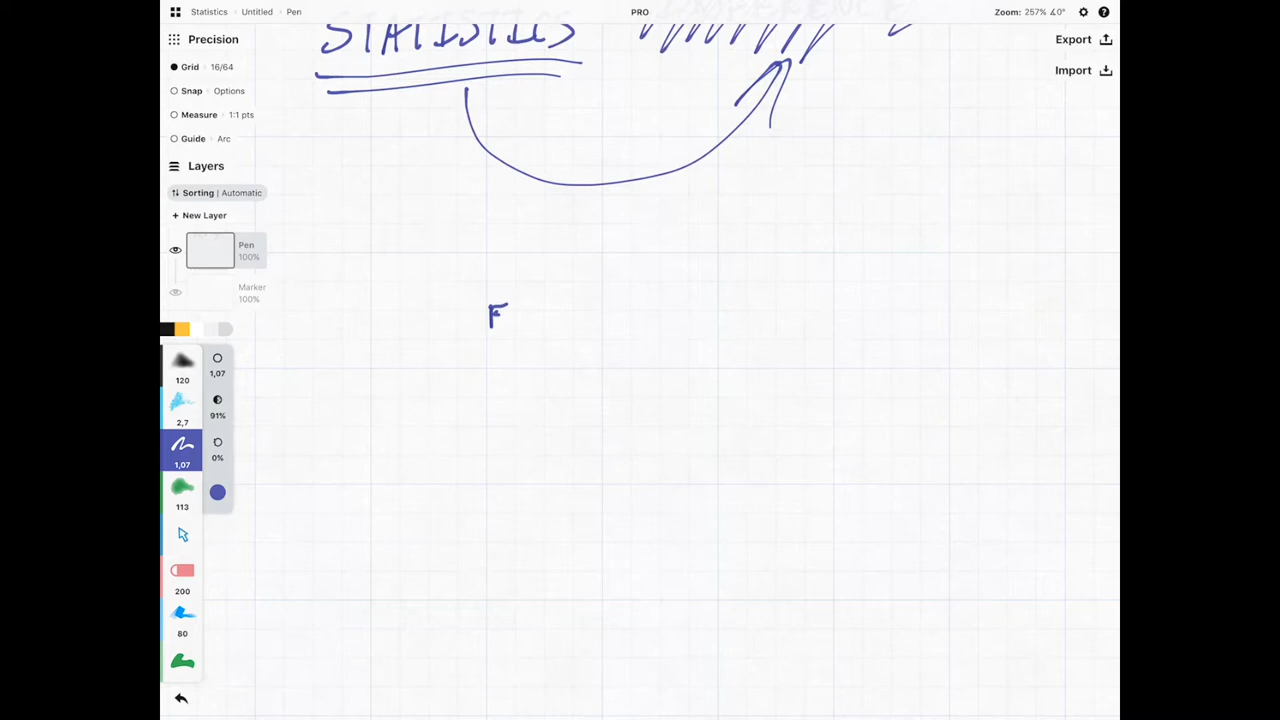 Statistics Untitled Pen PRO Zoom: 257% ∡0°
STATISTICS INFERENCE
Precision
Export
Import
Grid 16/64
Snap Options
Measure 1:1 pts
Guide Arc
Layers
Sorting | Automatic
+ New Layer
Pen
100%
Marker
100%
F
120
1,07
2,7
91%
1,07
0%
113
200
80